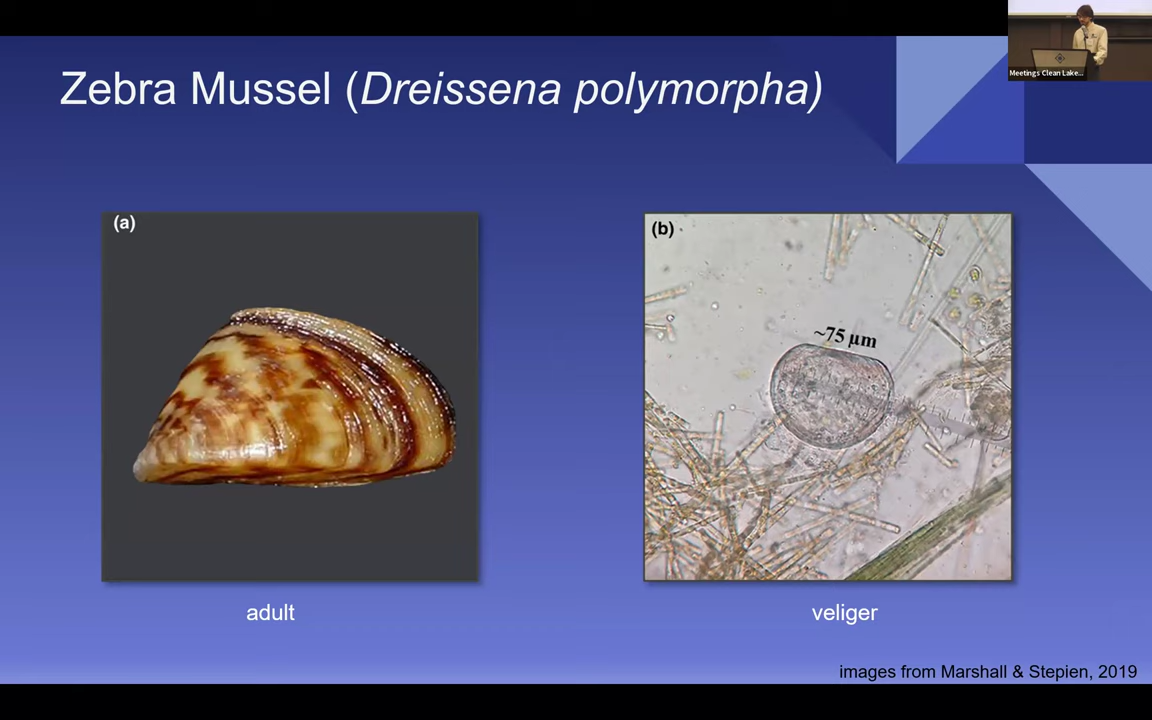 Meetings Clean Lake...
Zebra Mussel (Dreissena polymorpha)
(a)
(b)
~75 µm
adult
veliger
images from Marshall & Stepien, 2019